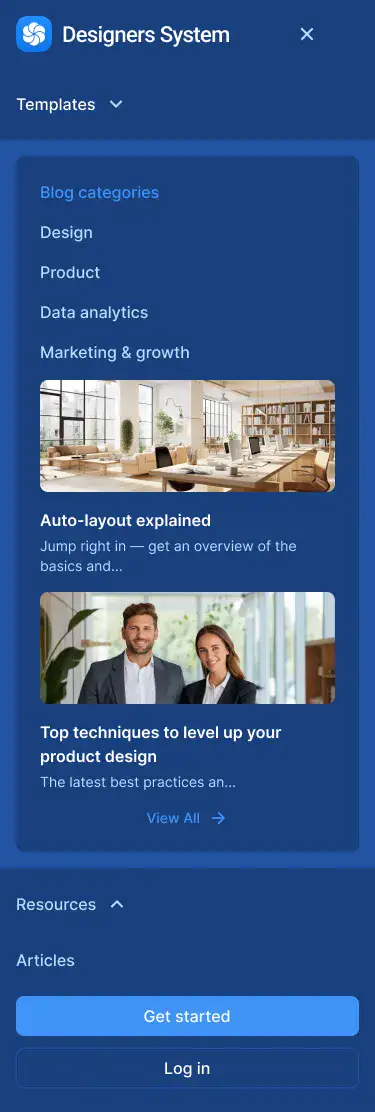 Designers System
Templates
Blog categories
Design
Product
Data analytics
Marketing & growth
Auto-layout explained
Jump right in — get an overview of the
basics and...
Top techniques to level up your
product design
The latest best practices an...
View All
Resources
Articles
Get started
Log in